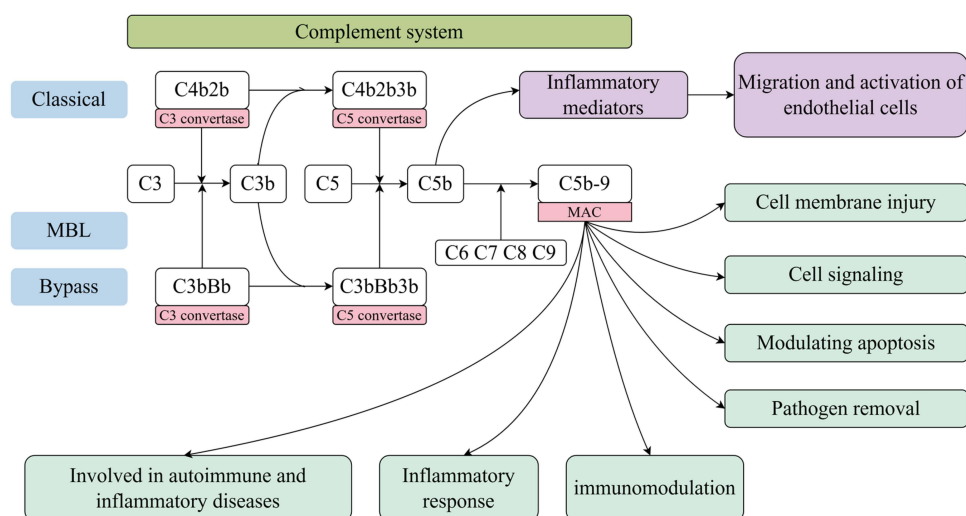 Complement system
Classical
C4b2b
C3 convertase
C4b2b3b
C5 convertase
Inflammatory
mediators
Migration and activation of
endothelial cells
C3
C3b
C5
C5b
C5b-9
MAC
MBL
C6 C7 C8 C9
Bypass
C3bBb
C3 convertase
C3bBb3b
C5 convertase
Cell membrane injury
Cell signaling
Modulating apoptosis
Pathogen removal
Involved in autoimmune and
inflammatory diseases
Inflammatory
response
immunomodulation